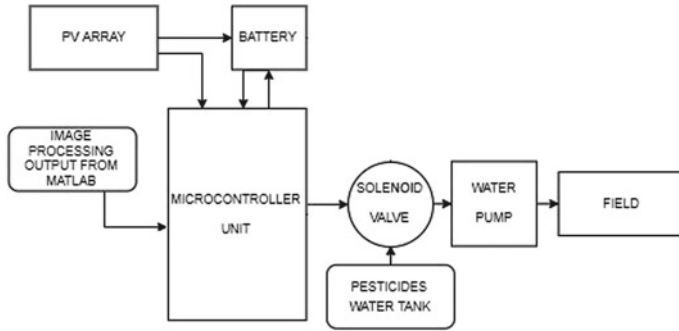 PV ARRAY
BATTERY
IMAGE
PROCESSING
OUTPUT FROM
MATLAB
MICROCONTROLLER
UNIT
SOLENOID
VALVE
WATER
PUMP
FIELD
PESTICIDES
WATER TANK